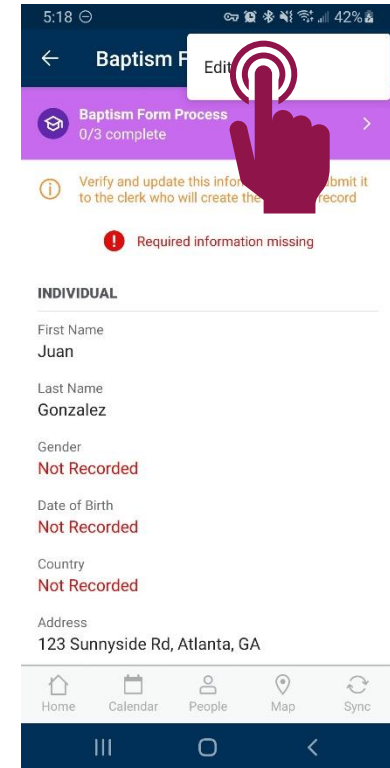 5:18 42%
Baptism F
Edit
Baptism Form Process
0/3 complete
Verify and update this infor bmit it
to the clerk who will create the record
Required information missing
INDIVIDUAL
First Name
Juan
Last Name
Gonzalez
Gender
Not Recorded
Date of Birth
Not Recorded
Country
Not Recorded
Address
123 Sunnyside Rd, Atlanta, GA
Home Calendar People Map Sync